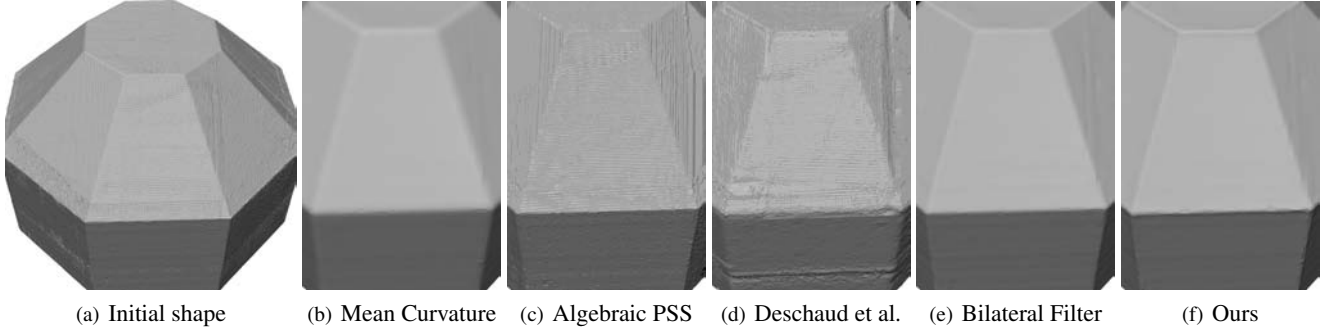 (a) Initial shape
(b) Mean Curvature
(c) Algebraic PSS
(d) Deschaud et al.
(e) Bilateral Filter
(f) Ours